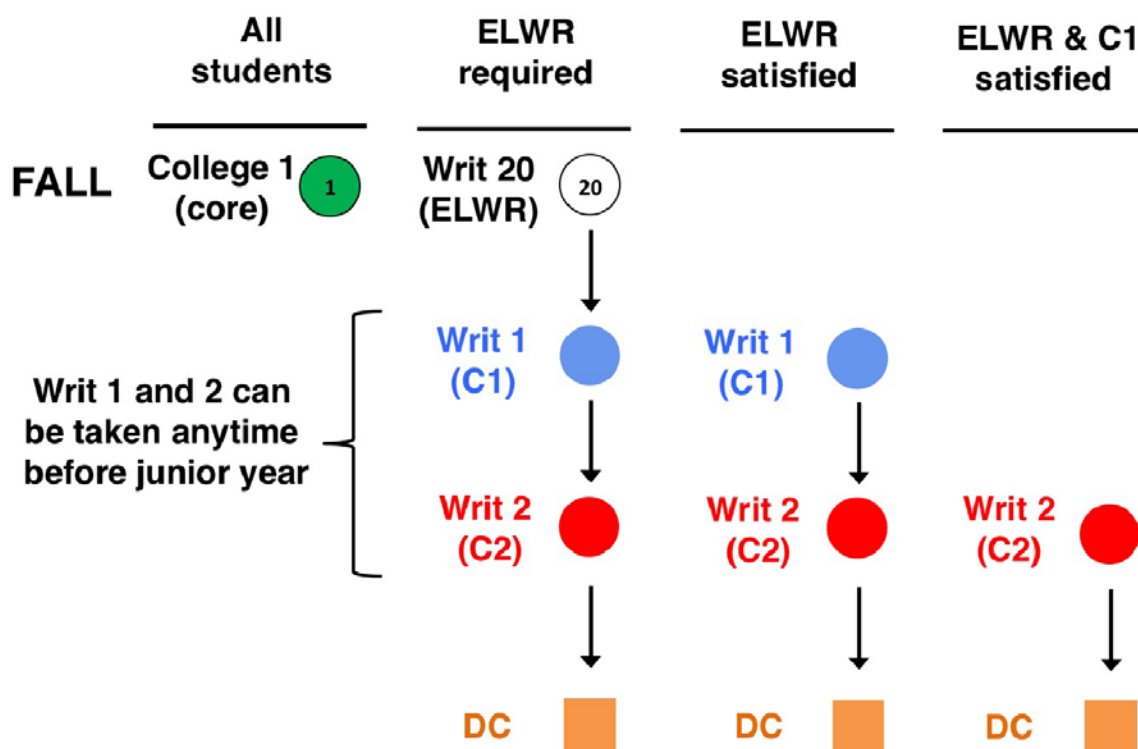 All
students
ELWR
required
ELWR
satisfied
ELWR & C1
satisfied
FALL
College 1
(core)
1
Writ 20
(ELWR)
20
Writ 1 and 2 can
be taken anytime
before junior year
Writ 1
(C1)
Writ 1
(C1)
Writ 2
(C2)
Writ 2
(C2)
Writ 2
(C2)
DC
DC
DC